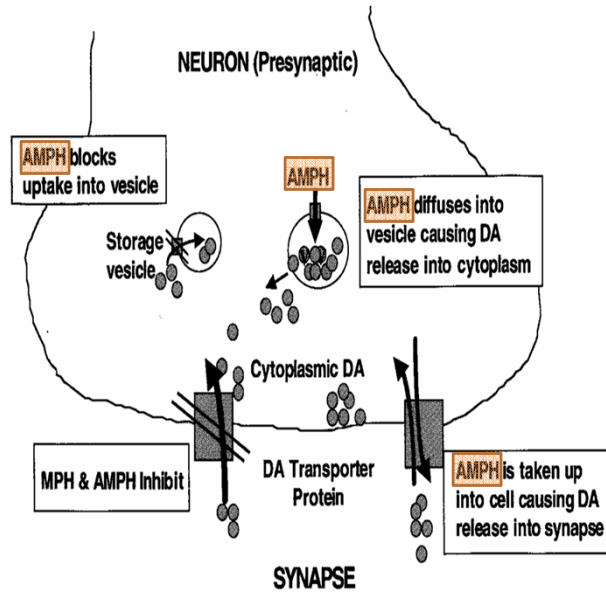 NEURON (Presynaptic)
AMPH blocks
uptake into vesicle
AMPH
AMPH diffuses into
vesicle causing DA
release into cytoplasm
Storage
vesicle
Cytoplasmic DA
MPH & AMPH Inhibit
DA Transporter
Protein
AMPH is taken up
into cell causing DA
release into synapse
SYNAPSE